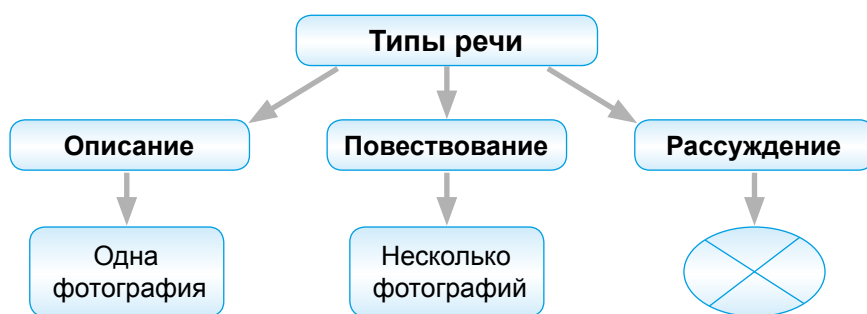 Типы речи
Описание
Повествование
Рассуждение
Одна
фотография
Несколько
фотографий